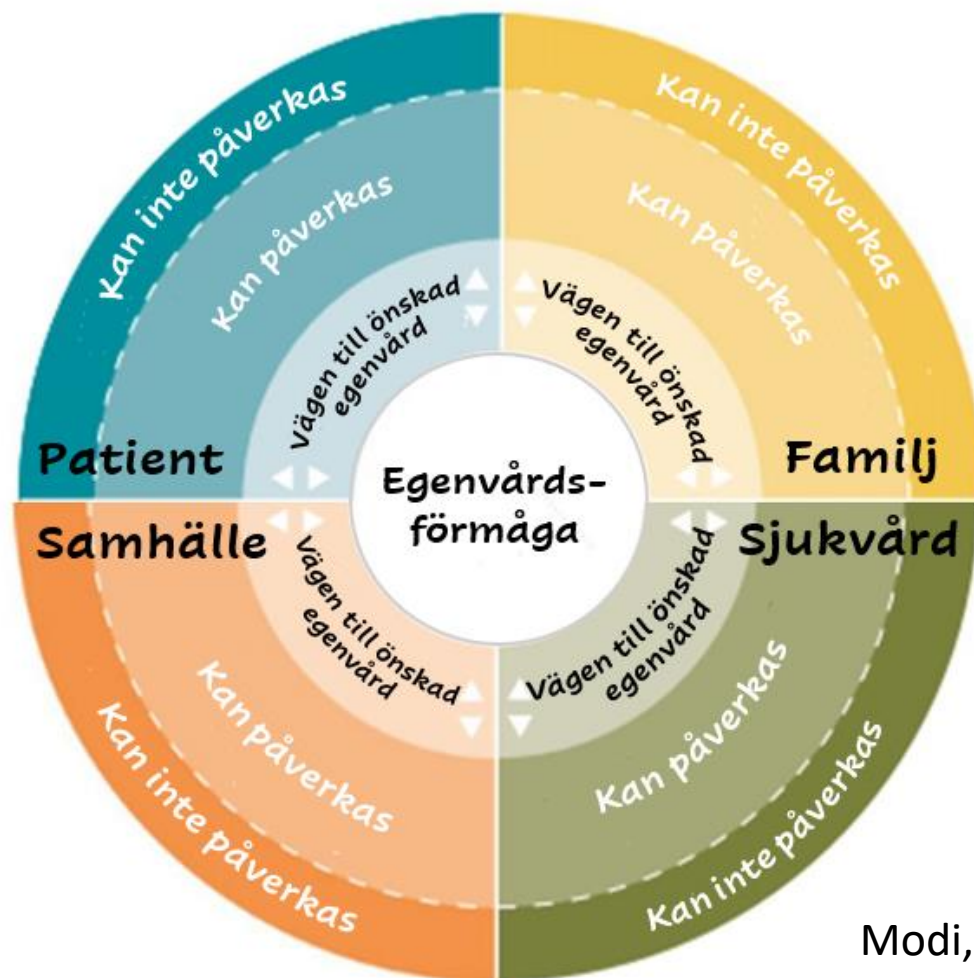 Kan inte påverkas
Kan påverkas
Vägen till önskad
egenvård
Patient
Kan inte påverkas
Kan påverkas
Vägen till önskad
egenvård
Familj
Egenvårds-
förmåga
Samhälle
Vägen till önskad
egenvård
Kan påverkas
Kan inte påverkas
Sjukvård
Vägen till önskad
egenvård
Kan påverkas
Kan inte påverkas
Modi,